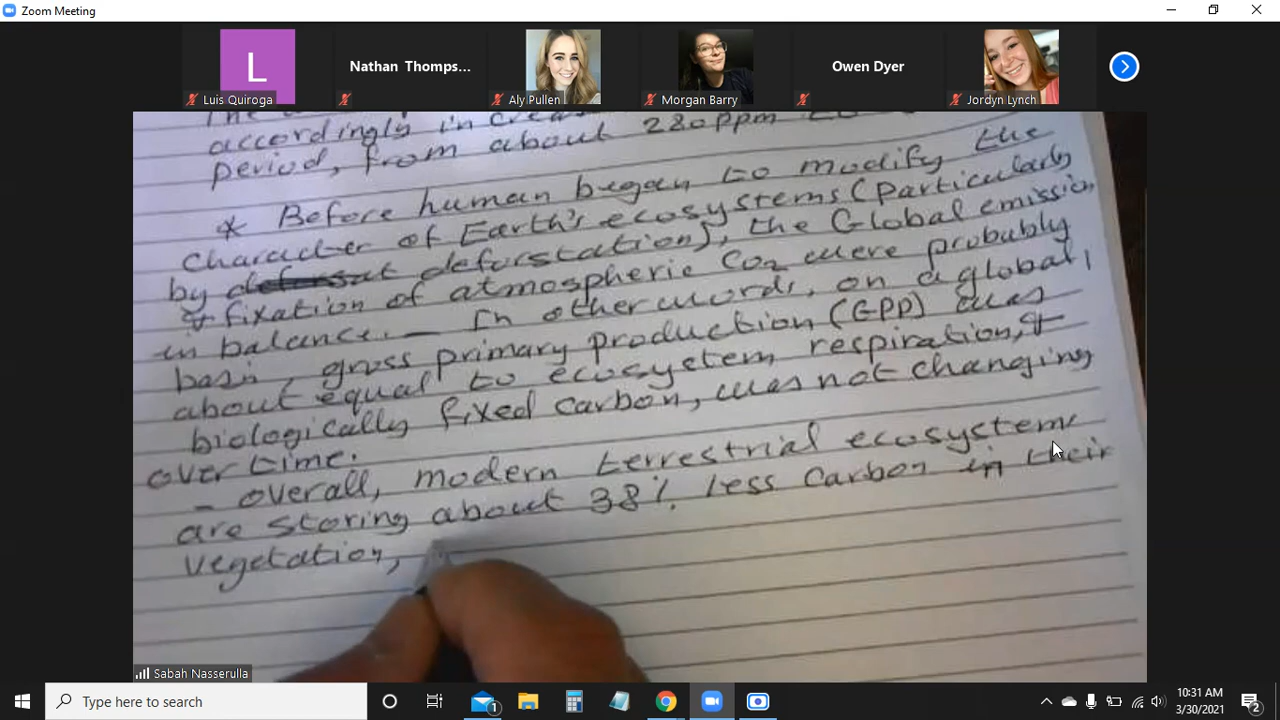 Zoom Meeting
L
Luis Quiroga
Nathan Thomps...
Aly Pullen
Morgan Barry
Owen Dyer
Jordyn Lynch
accordingly increas
period, from about 280ppm
* Before human began to modify the
character of Earth's ecosystems (particularly
by deforstation), the Global emission
& fixation of atmospheric CO2 were probably
in balance. — In other words, on a global
basis, gross primary production (GPP) was
about equal to ecosystem respiration, &
biologically fixed carbon, was not changing
over time.
- overall, modern terrestrial ecosystems
are storing about 38% less carbon in their
vegetation,
Sabah Nasserulla
Type here to search
1
10:31 AM
3/30/2021
2